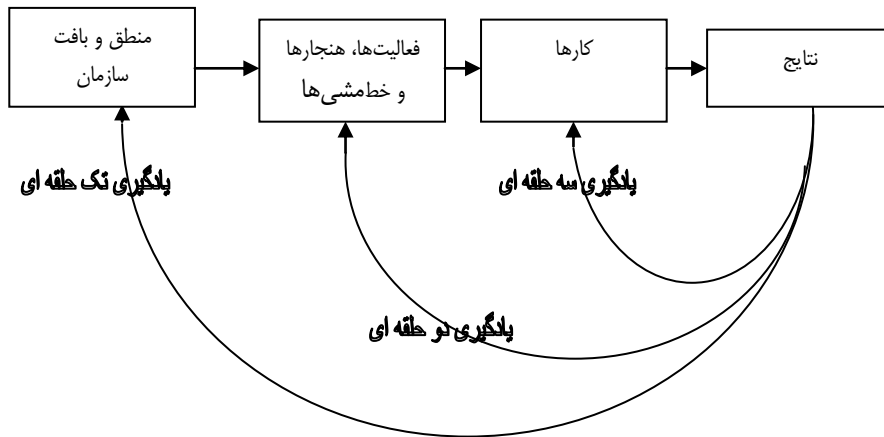 منطق و بافت
سازمان
فعالیت‌ها، هنجارها
و خط‌مشی‌ها
کارها
نتایج
یادگیری تک حلقه ای
یادگیری سه حلقه ای
یادگیری دو حلقه ای